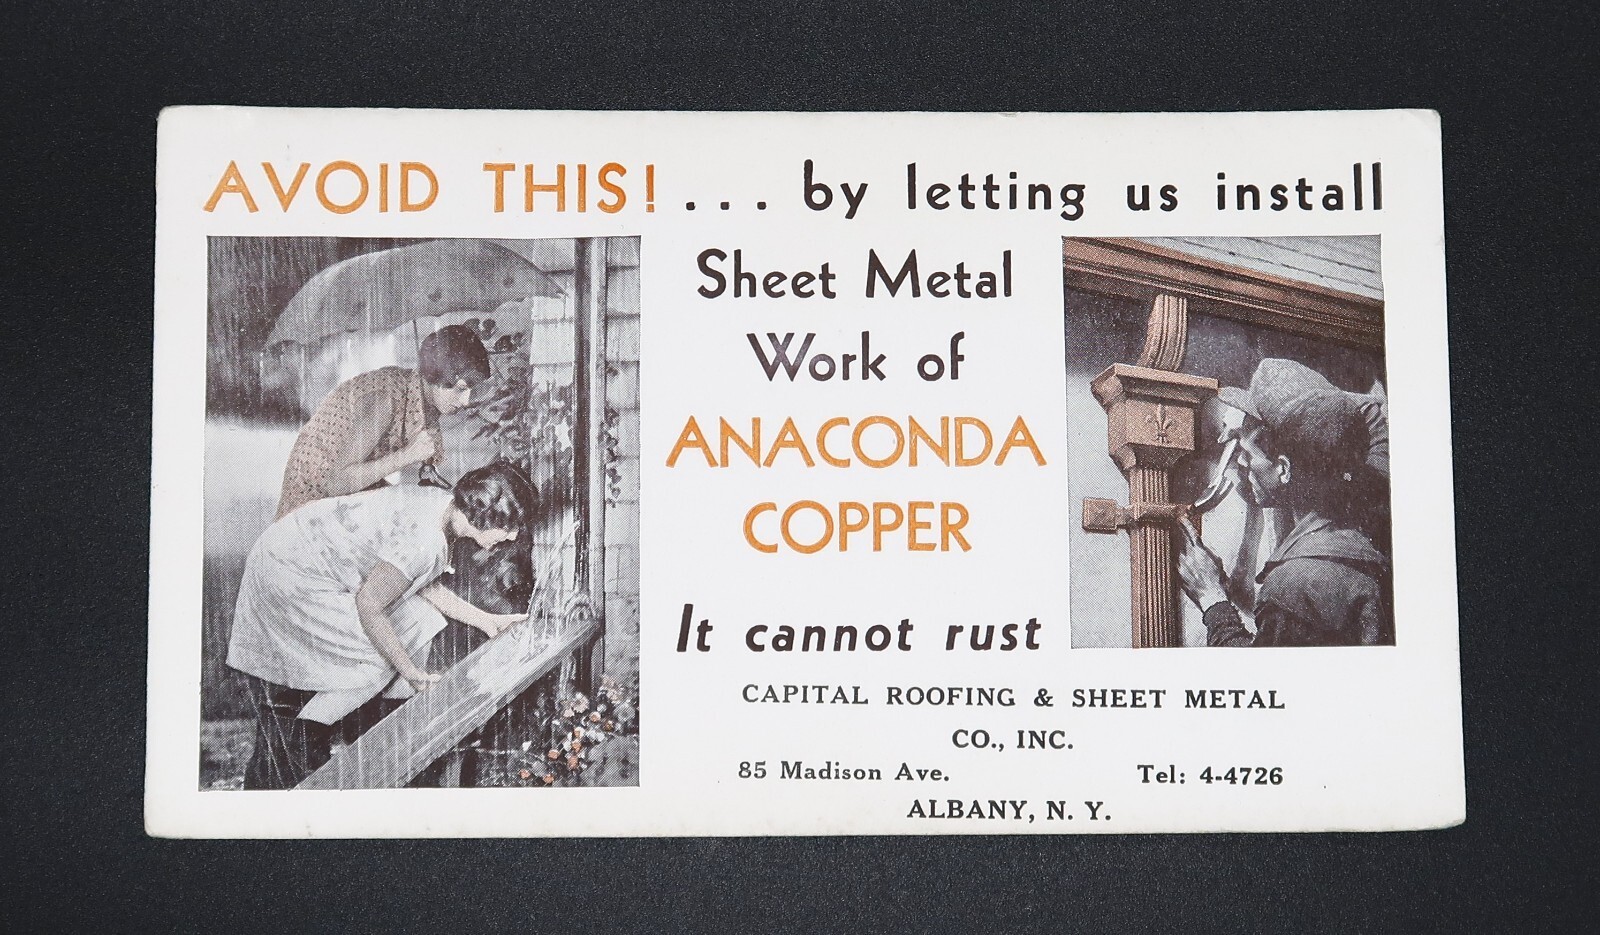 AVOID THIS! ... by letting us install
Sheet Metal
Work of
ANACONDA
COPPER
It cannot rust
CAPITAL ROOFING & SHEET METAL
CO., INC.
85 Madison Ave. Tel: 4-4726
ALBANY, N. Y.